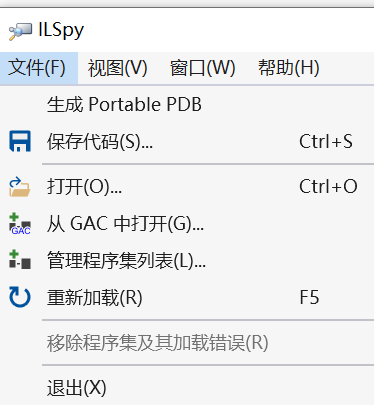 ILSpy
文件(F) 视图(V) 窗口(W) 帮助(H)
生成 Portable PDB
保存代码(S)... Ctrl+S
打开(O)... Ctrl+O
GAC 从 GAC 中打开(G)...
管理程序集列表(L)...
重新加载(R) F5
移除程序集及其加载错误(R)
退出(X)